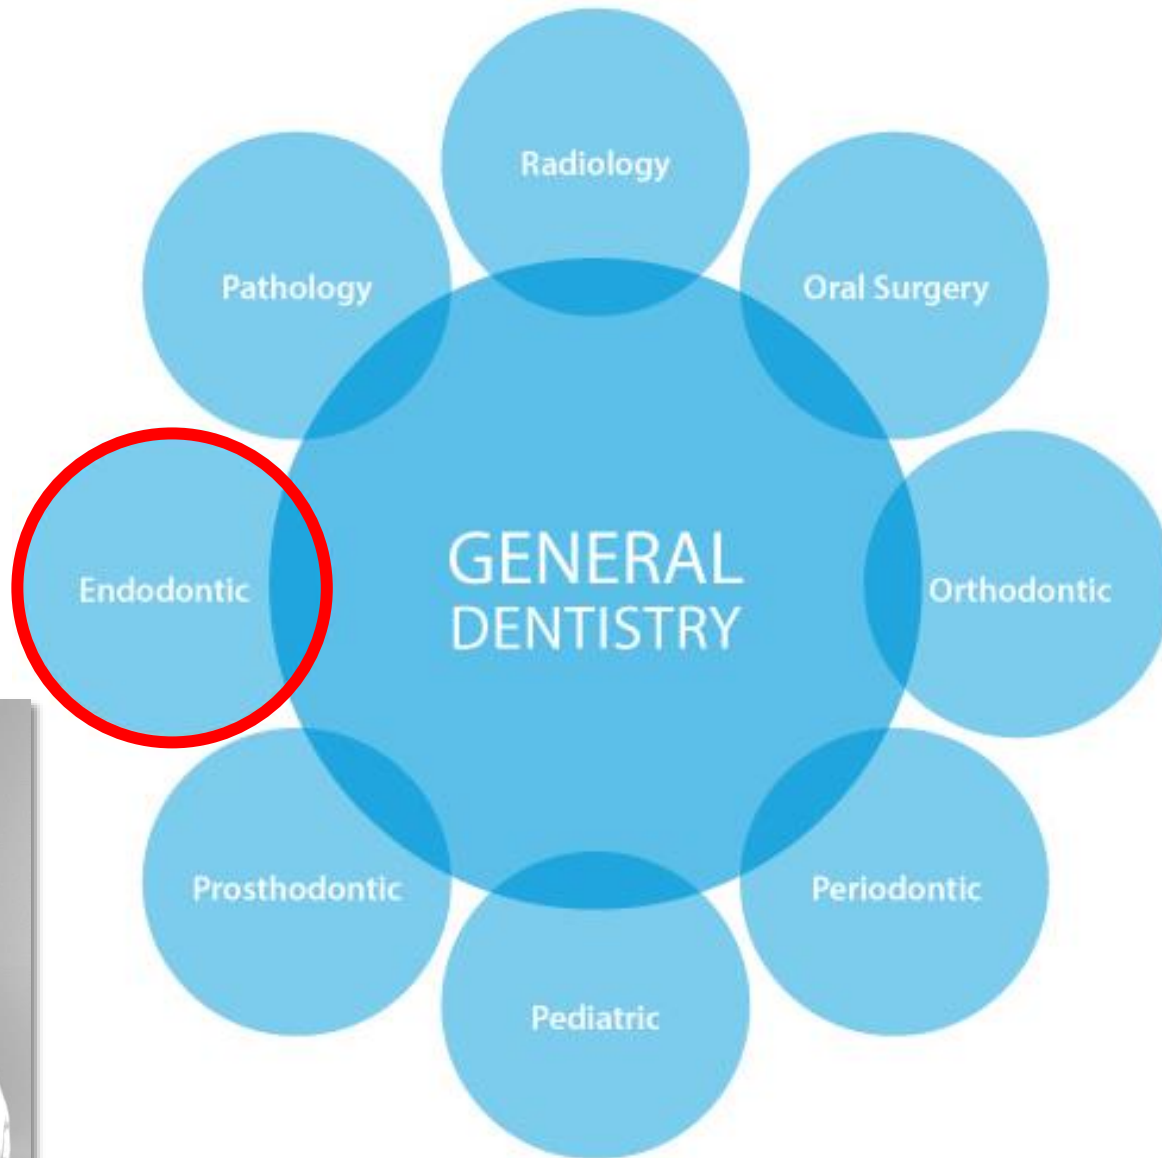 Radiology
Pathology
Oral Surgery
Endodontic
GENERAL
DENTISTRY
Orthodontic
Prosthodontic
Periodontic
Pediatric